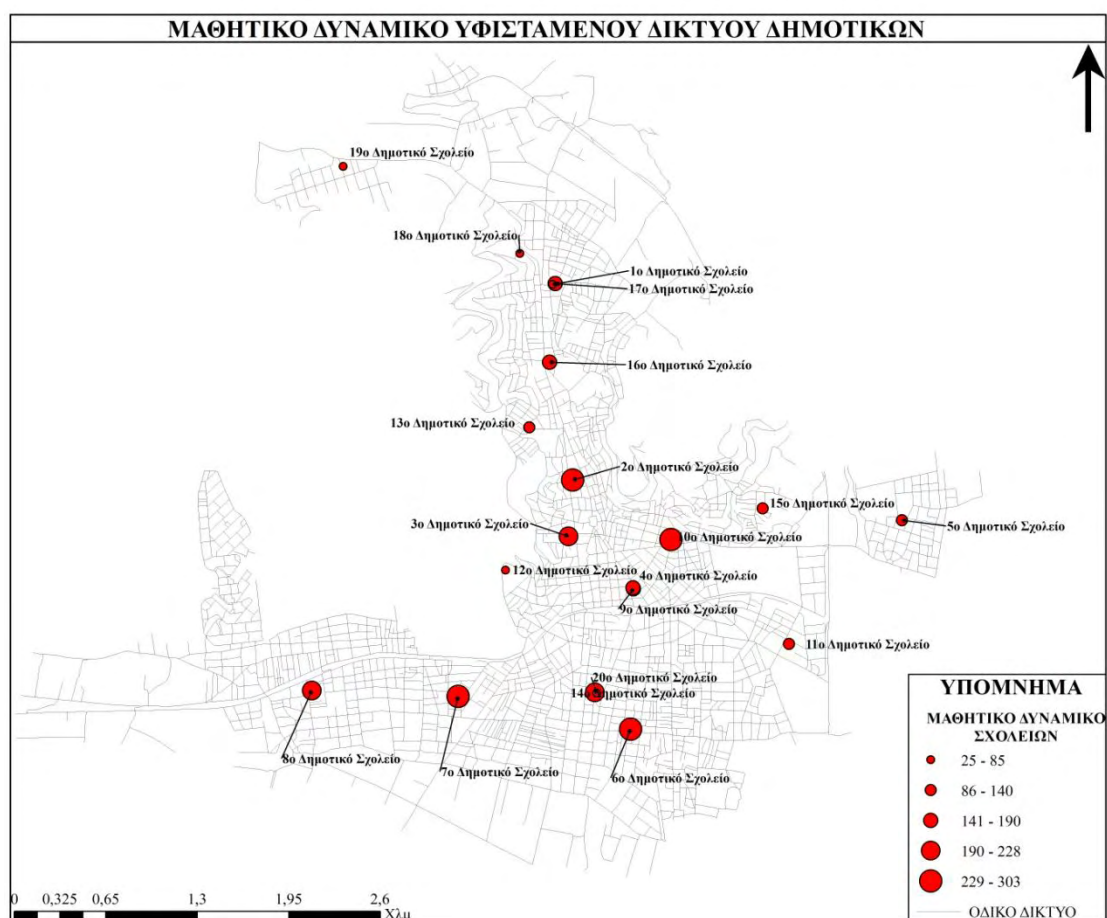 ΜΑΘΗΤΙΚΟ ΔΥΝΑΜΙΚΟ ΥΦΙΣΤΑΜΕΝΟΥ ΔΙΚΤΥΟΥ ΔΗΜΟΤΙΚΩΝ
19ο Δημοτικό Σχολείο
18ο Δημοτικό Σχολείο
1ο Δημοτικό Σχολείο
17ο Δημοτικό Σχολείο
16ο Δημοτικό Σχολείο
13ο Δημοτικό Σχολείο
2ο Δημοτικό Σχολείο
15ο Δημοτικό Σχολείο
3ο Δημοτικό Σχολείο
5ο Δημοτικό Σχολείο
10ο Δημοτικό Σχολείο
12ο Δημοτικό Σχολείο
4ο Δημοτικό Σχολείο
9ο Δημοτικό Σχολείο
11ο Δημοτικό Σχολείο
20ο Δημοτικό Σχολείο
14ο Δημοτικό Σχολείο
8ο Δημοτικό Σχολείο
7ο Δημοτικό Σχολείο
6ο Δημοτικό Σχολείο
ΥΠΟΜΝΗΜΑ
ΜΑΘΗΤΙΚΟ ΔΥΝΑΜΙΚΟ
ΣΧΟΛΕΙΩΝ
25 - 85
86 - 140
141 - 190
190 - 228
229 - 303
ΟΔΙΚΟ ΔΙΚΤΥΟ
0 0,325 0,65 1,3 1,95 2,6
Χλμ